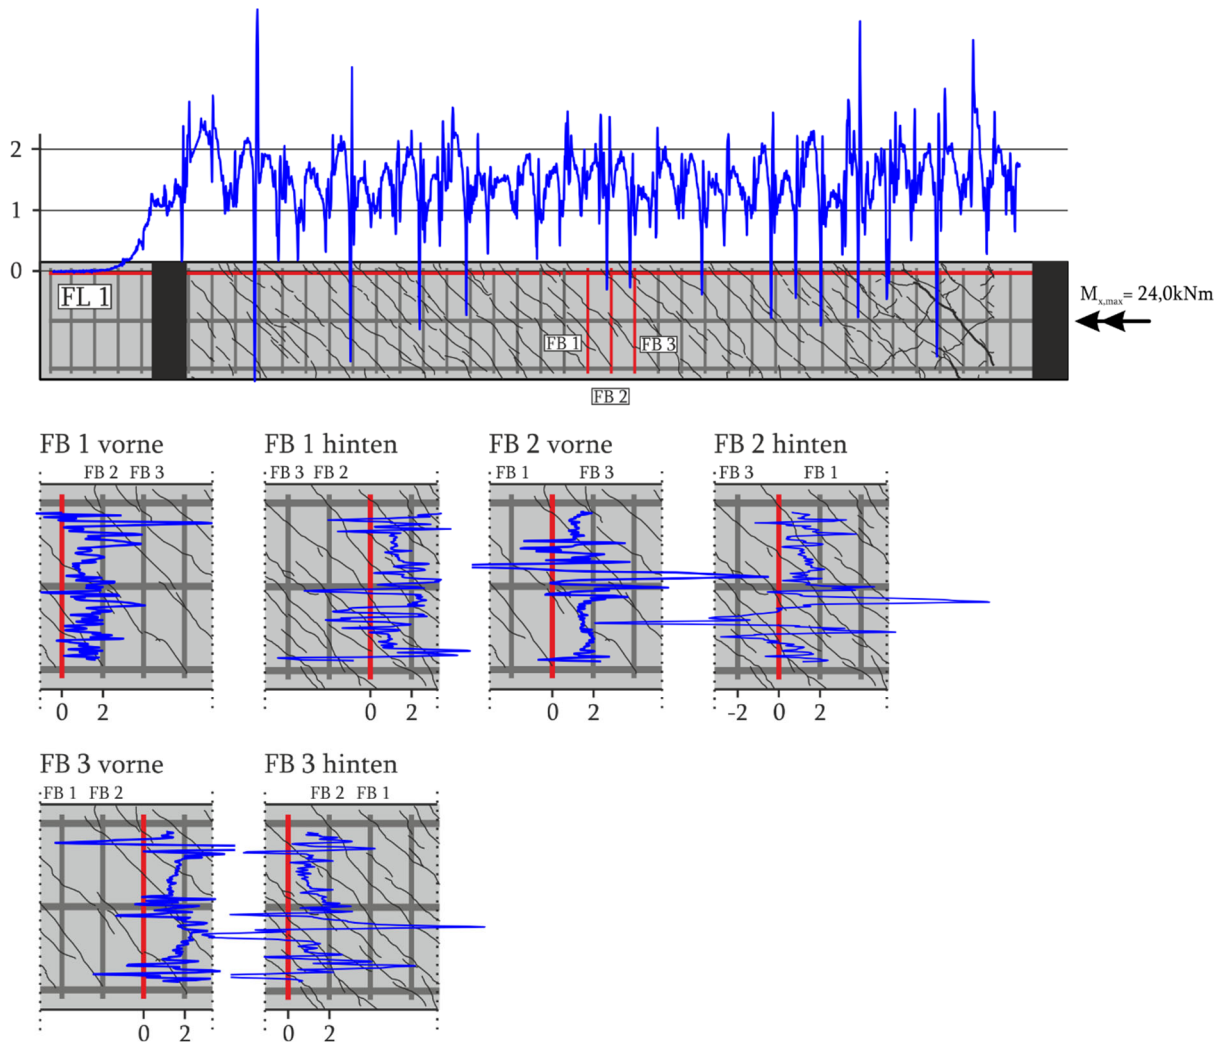 2
1
0
FL 1
FB 1
FB 3
FB 2
M_x,max = 24,0kNm
FB 1 vorne
FB 1 hinten
FB 2 vorne
FB 2 hinten
FB 2 FB 3
FB 3 FB 2
FB 1 FB 3
FB 3 FB 1
0 2
0 2
0 2
-2 0 2
FB 3 vorne
FB 3 hinten
FB 1 FB 2
FB 2 FB 1
0 2
0 2